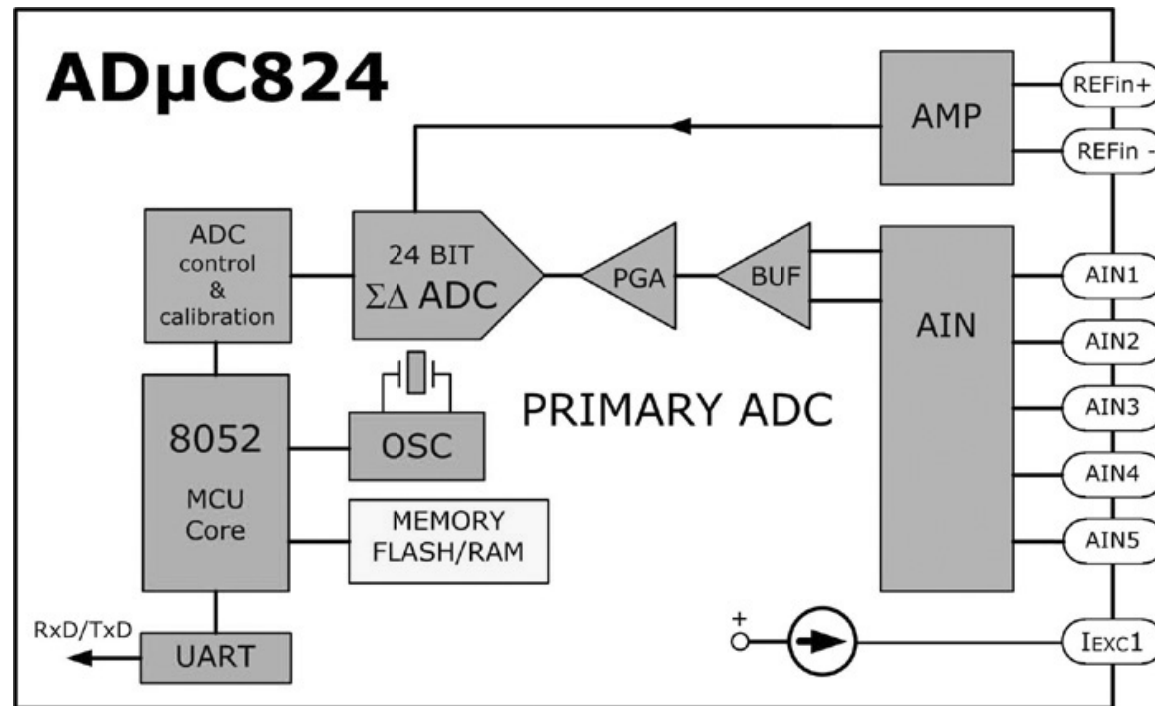 ADµC824
AMP
REFin+
REFin -
ADC
control
&
calibration
24 BIT
ΣΔ ADC
PGA
BUF
AIN
AIN1
AIN2
AIN3
AIN4
AIN5
8052
MCU
Core
OSC
PRIMARY ADC
MEMORY
FLASH/RAM
RxD/TxD
UART
+
IEXC1